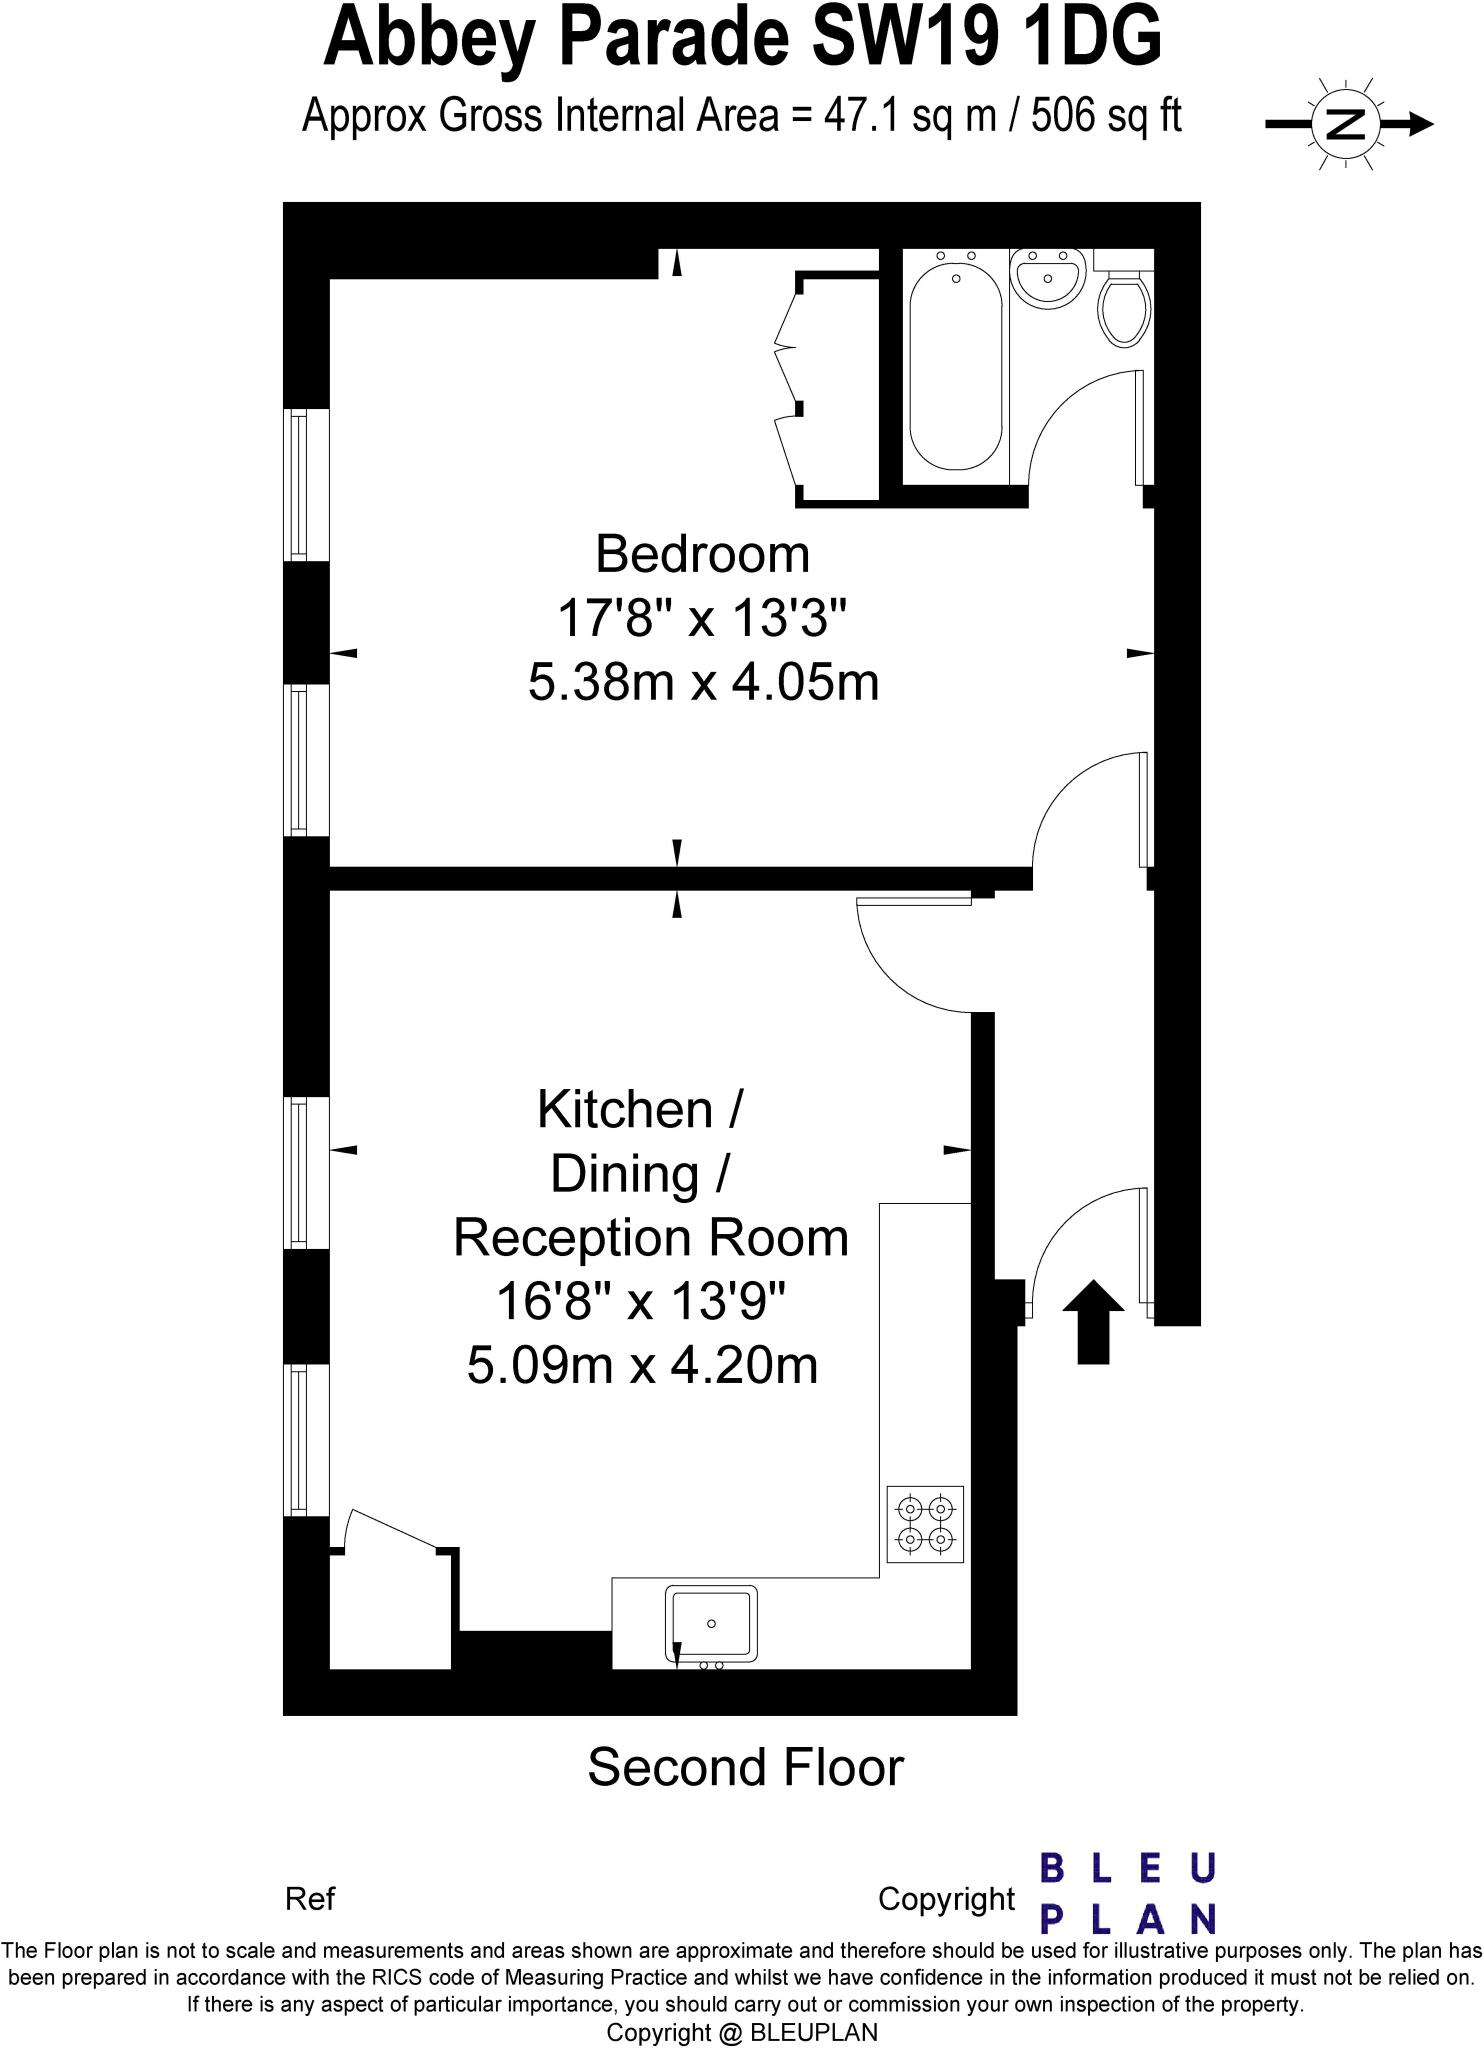 Abbey Parade SW19 1DG
Approx Gross Internal Area = 47.1 sq m / 506 sq ft
N
Bedroom
17'8" x 13'3"
5.38m x 4.05m
Kitchen /
Dining /
Reception Room
16'8" x 13'9"
5.09m x 4.20m
Second Floor
Ref
Copyright
BLEU
PLAN
The Floor plan is not to scale and measurements and areas shown are approximate and therefore should be used for illustrative purposes only. The plan has
been prepared in accordance with the RICS code of Measuring Practice and whilst we have confidence in the information produced it must not be relied on.
If there is any aspect of particular importance, you should carry out or commission your own inspection of the property.
Copyright @ BLEUPLAN